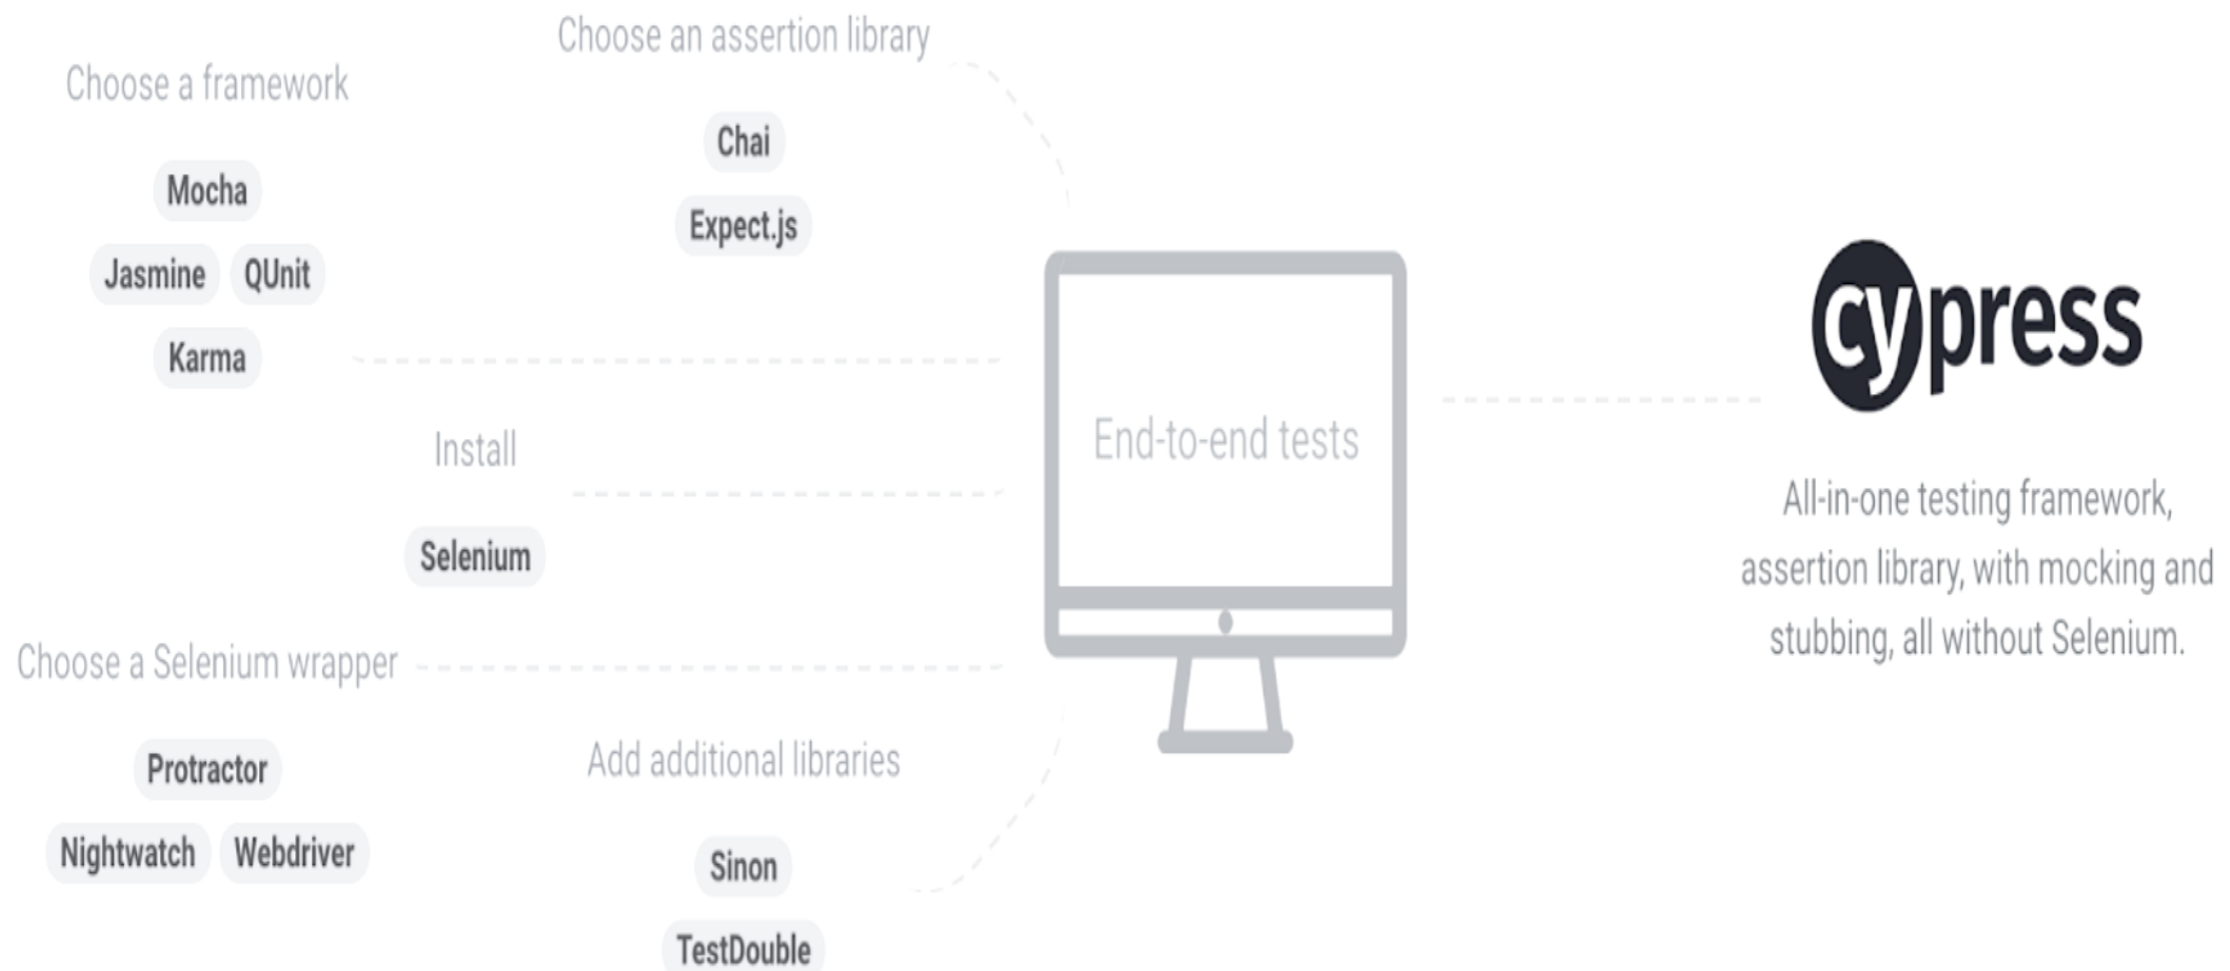 Choose a framework
Mocha
Jasmine QUnit
Karma
Choose an assertion library
Chai
Expect.js
Install
Selenium
Choose a Selenium wrapper
Protractor
Nightwatch Webdriver
Add additional libraries
Sinon
TestDouble
End-to-end tests
cypress
All-in-one testing framework,
assertion library, with mocking and
stubbing, all without Selenium.